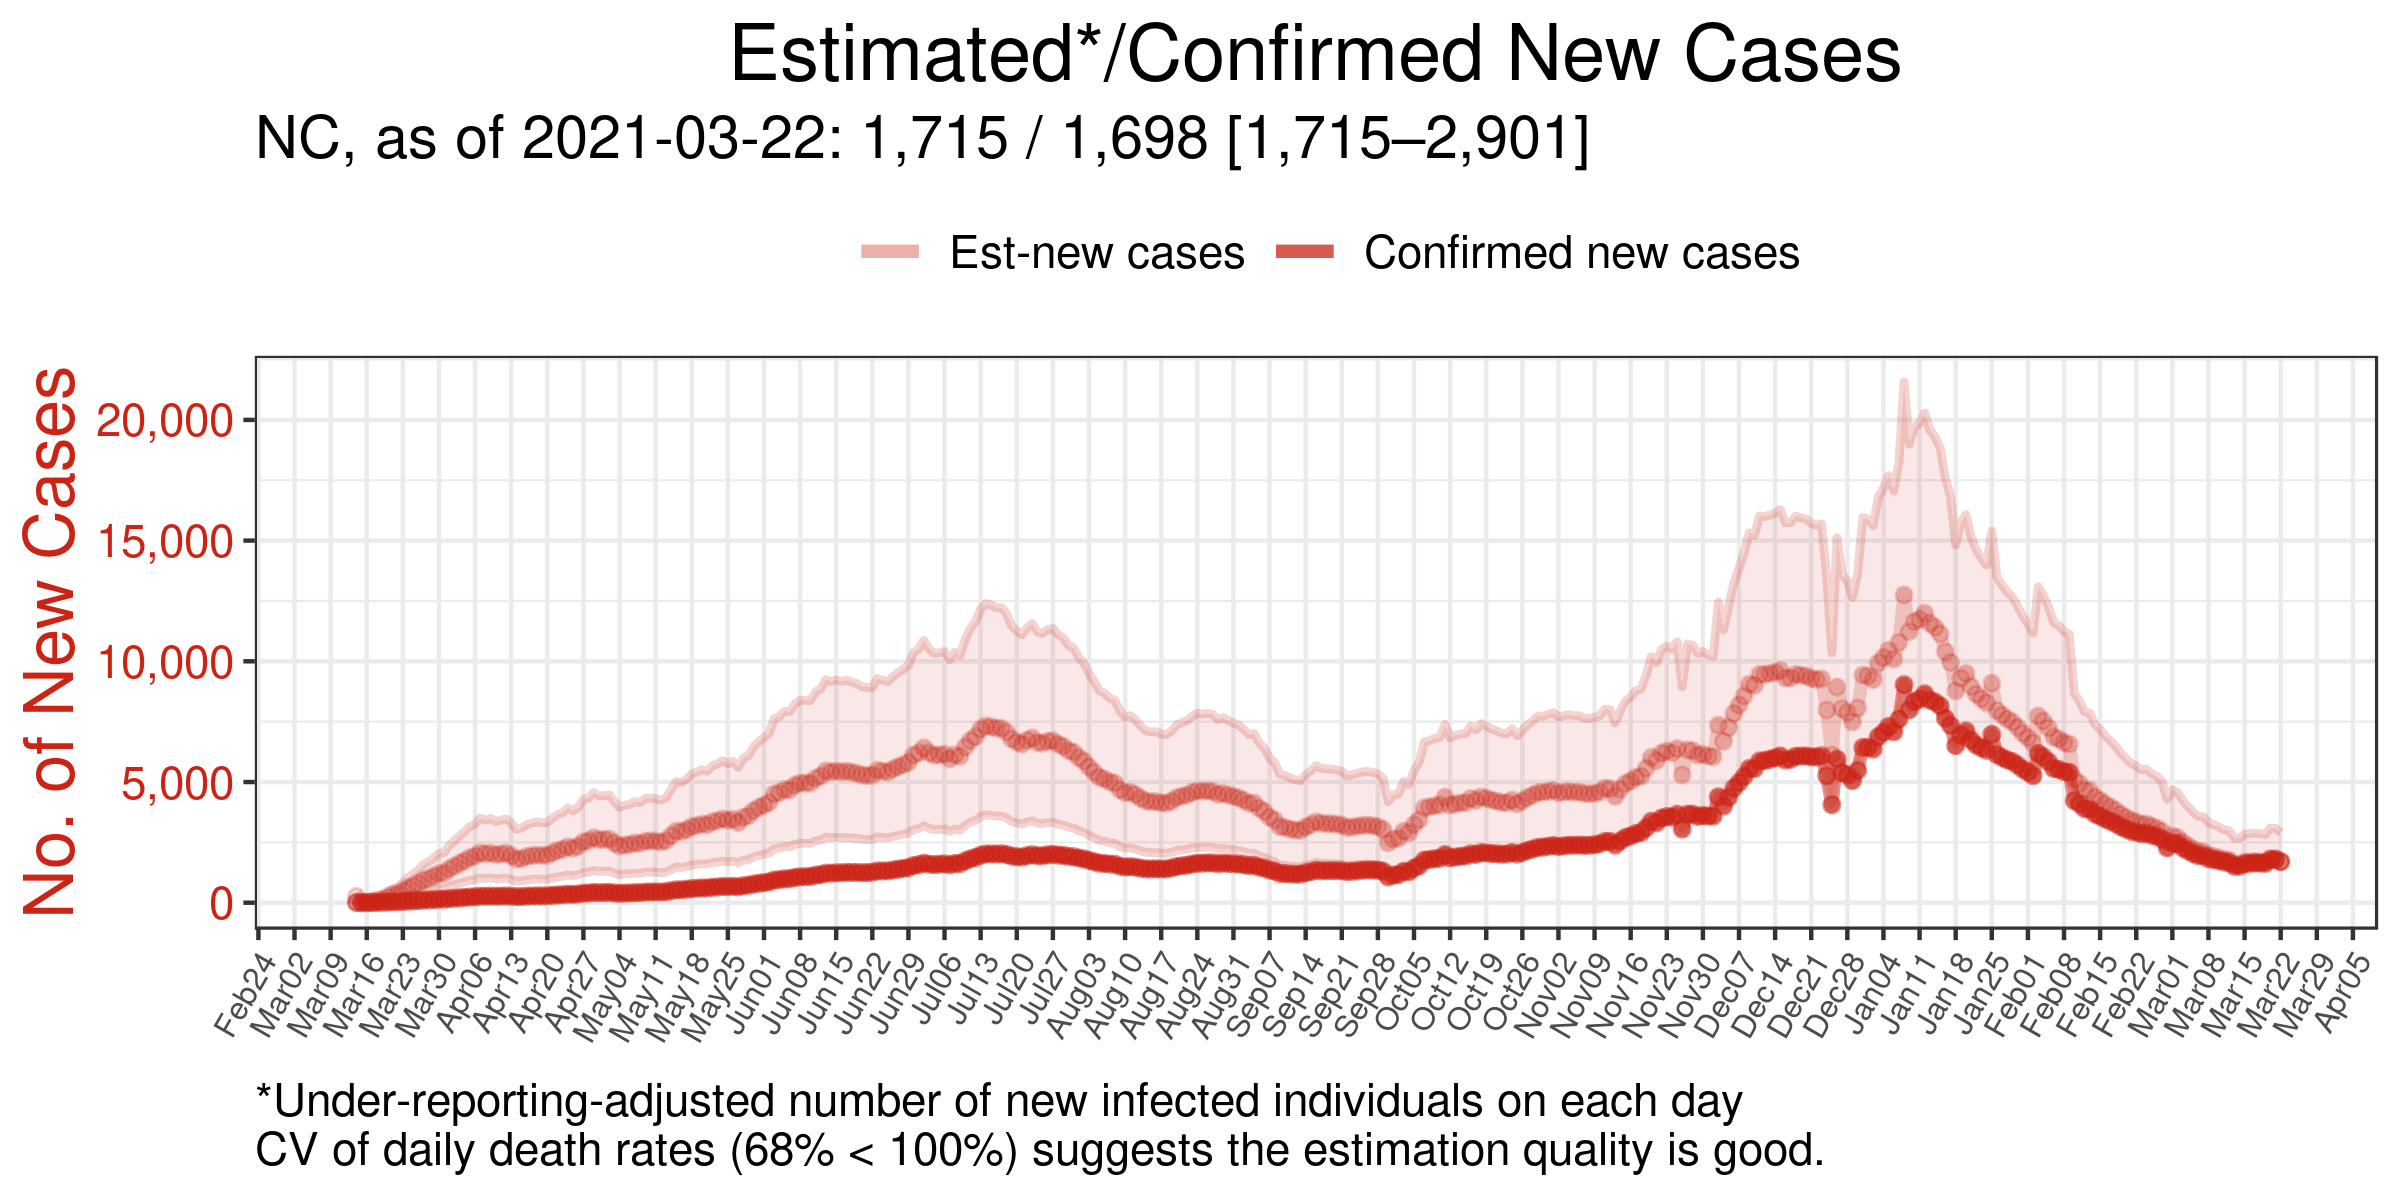 Estimated*/Confirmed New Cases
NC, as of 2021-03-22: 1,715 / 1,698 [1,715–2,901]
Est-new cases Confirmed new cases
No. of New Cases
20,000
15,000
10,000
5,000
0
Feb24 Mar02 Mar09 Mar16 Mar23 Mar30 Apr06 Apr13 Apr20 Apr27 May04 May11 May18 May25 Jun01 Jun08 Jun15 Jun22 Jun29 Jul06 Jul13 Jul20 Jul27 Aug03 Aug10 Aug17 Aug24 Aug31 Sep07 Sep14 Sep21 Sep28 Oct05 Oct12 Oct19 Oct26 Nov02 Nov09 Nov16 Nov23 Nov30 Dec07 Dec14 Dec21 Dec28 Jan04 Jan11 Jan18 Jan25 Feb01 Feb08 Feb15 Feb22 Mar01 Mar08 Mar15 Mar22 Mar29 Apr05
*Under-reporting-adjusted number of new infected individuals on each day
CV of daily death rates (68% < 100%) suggests the estimation quality is good.